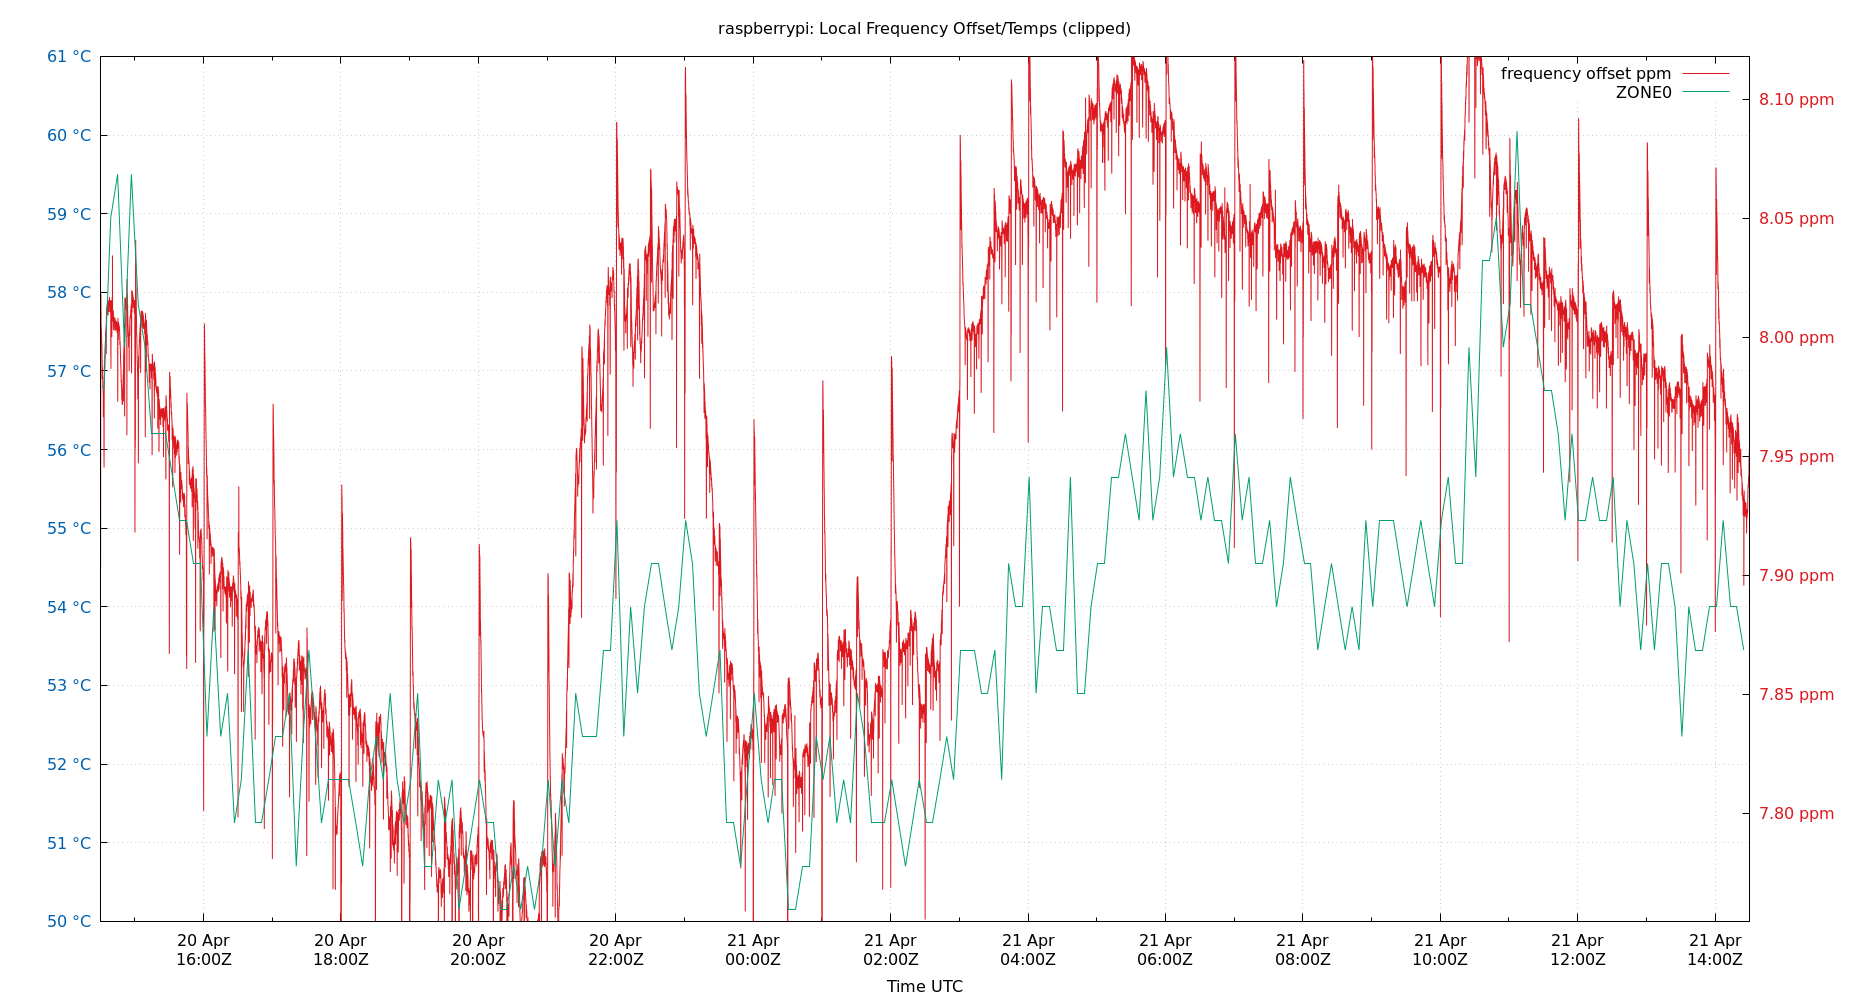 raspberrypi: Local Frequency Offset/Temps (clipped)
61 °C
60 °C
59 °C
58 °C
57 °C
56 °C
55 °C
54 °C
53 °C
52 °C
51 °C
50 °C
frequency offset ppm
ZONE0
8.10 ppm
8.05 ppm
8.00 ppm
7.95 ppm
7.90 ppm
7.85 ppm
7.80 ppm
20 Apr 20 Apr 20 Apr 20 Apr 21 Apr 21 Apr 21 Apr 21 Apr 21 Apr 21 Apr 21 Apr 21 Apr
16:00Z 18:00Z 20:00Z 22:00Z 00:00Z 02:00Z 04:00Z 06:00Z 08:00Z 10:00Z 12:00Z 14:00Z
Time UTC